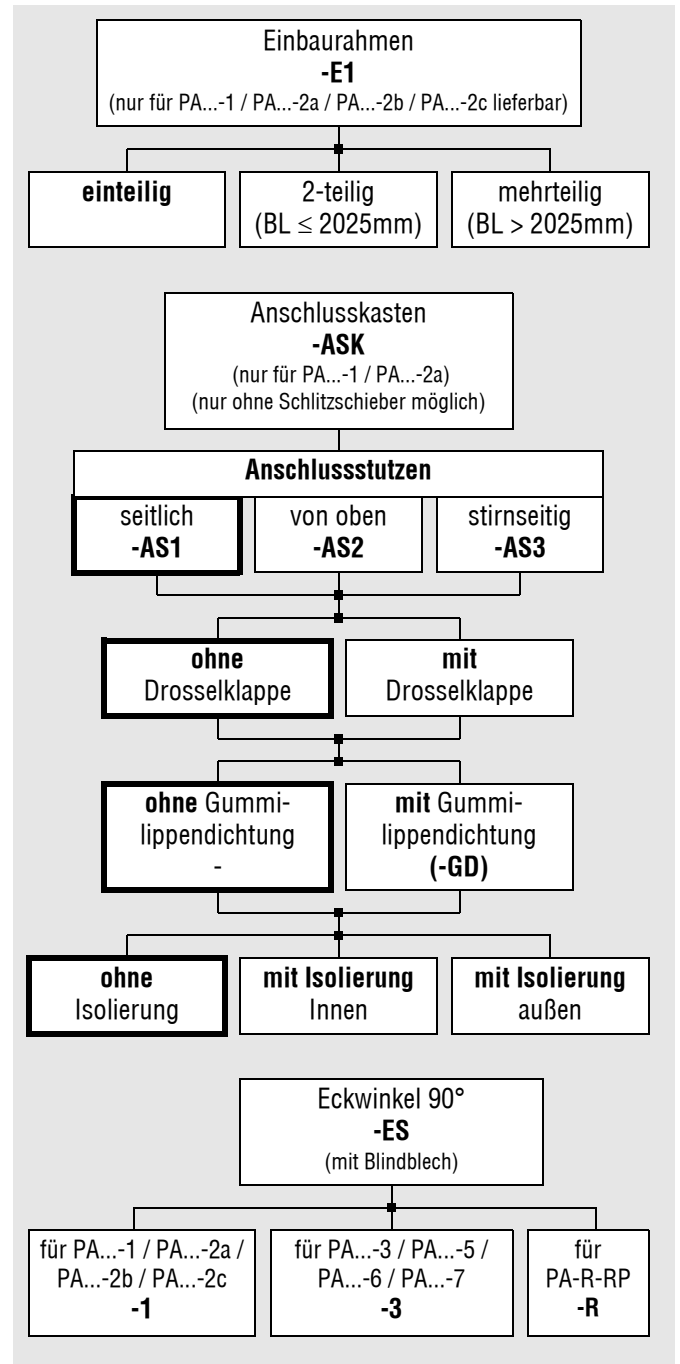 Einbaurahmen
-E1
(nur für PA...-1 / PA...-2a / PA...-2b / PA...-2c lieferbar)
einteilig
2-teilig
(BL ≤ 2025mm)
mehrteilig
(BL > 2025mm)
Anschlusskasten
-ASK
(nur für PA...-1 / PA...-2a)
(nur ohne Schlitzschieber möglich)
Anschlussstutzen
seitlich
-AS1
von oben
-AS2
stirnseitig
-AS3
ohne
Drosselklappe
mit
Drosselklappe
ohne Gummi-
lippendichtung
-
mit Gummi-
lippendichtung
(-GD)
ohne
Isolierung
mit Isolierung
Innen
mit Isolierung
außen
Eckwinkel 90°
-ES
(mit Blindblech)
für PA...-1 / PA...-2a /
PA...-2b / PA...-2c
-1
für PA...-3 / PA...-5 /
PA...-6 / PA...-7
-3
für
PA-R-RP
-R